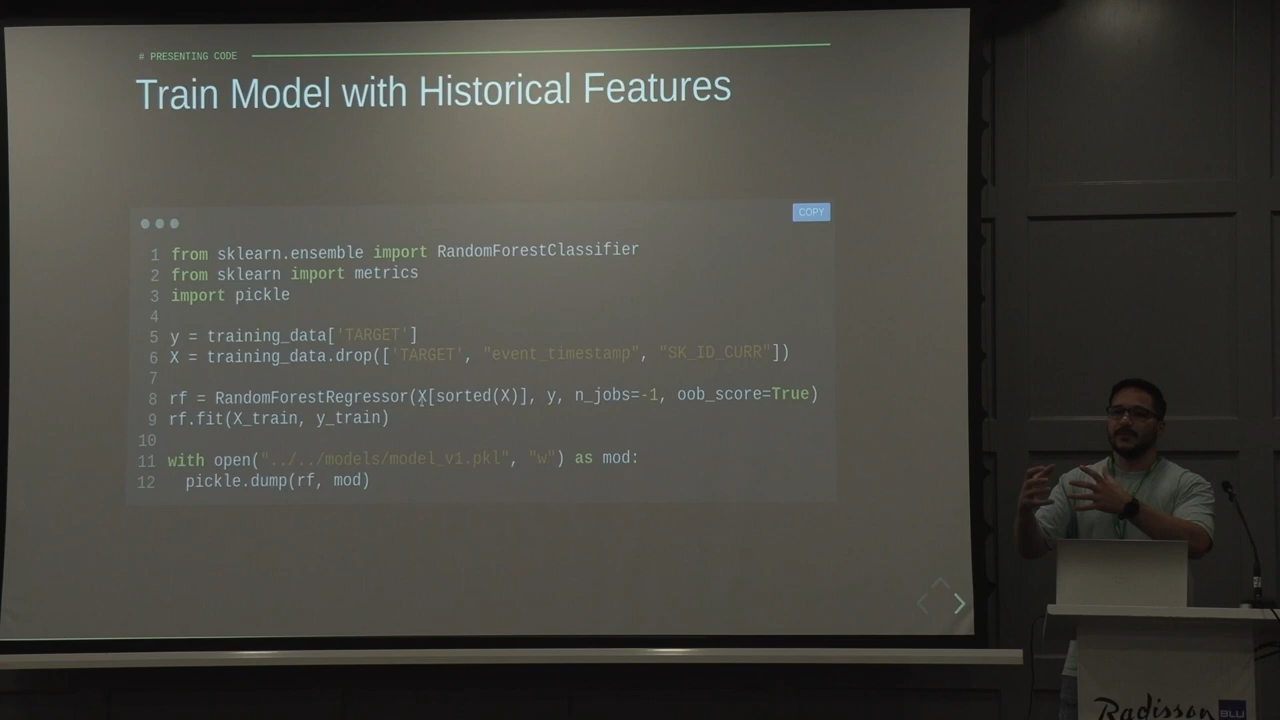 # PRESENTING CODE
Train Model with Historical Features
COPY
1 from sklearn.ensemble import RandomForestClassifier
2 from sklearn import metrics
3 import pickle
4
5 y = training_data['TARGET']
6 X = training_data.drop(['TARGET', "event_timestamp", "SK_ID_CURR"])
7
8 rf = RandomForestRegressor(X[sorted(X)], y, n_jobs=-1, oob_score=True)
9 rf.fit(X_train, y_train)
10
11 with open("../../models/model_v1.pkl", "w") as mod:
12   pickle.dump(rf, mod)
Radisson BLU